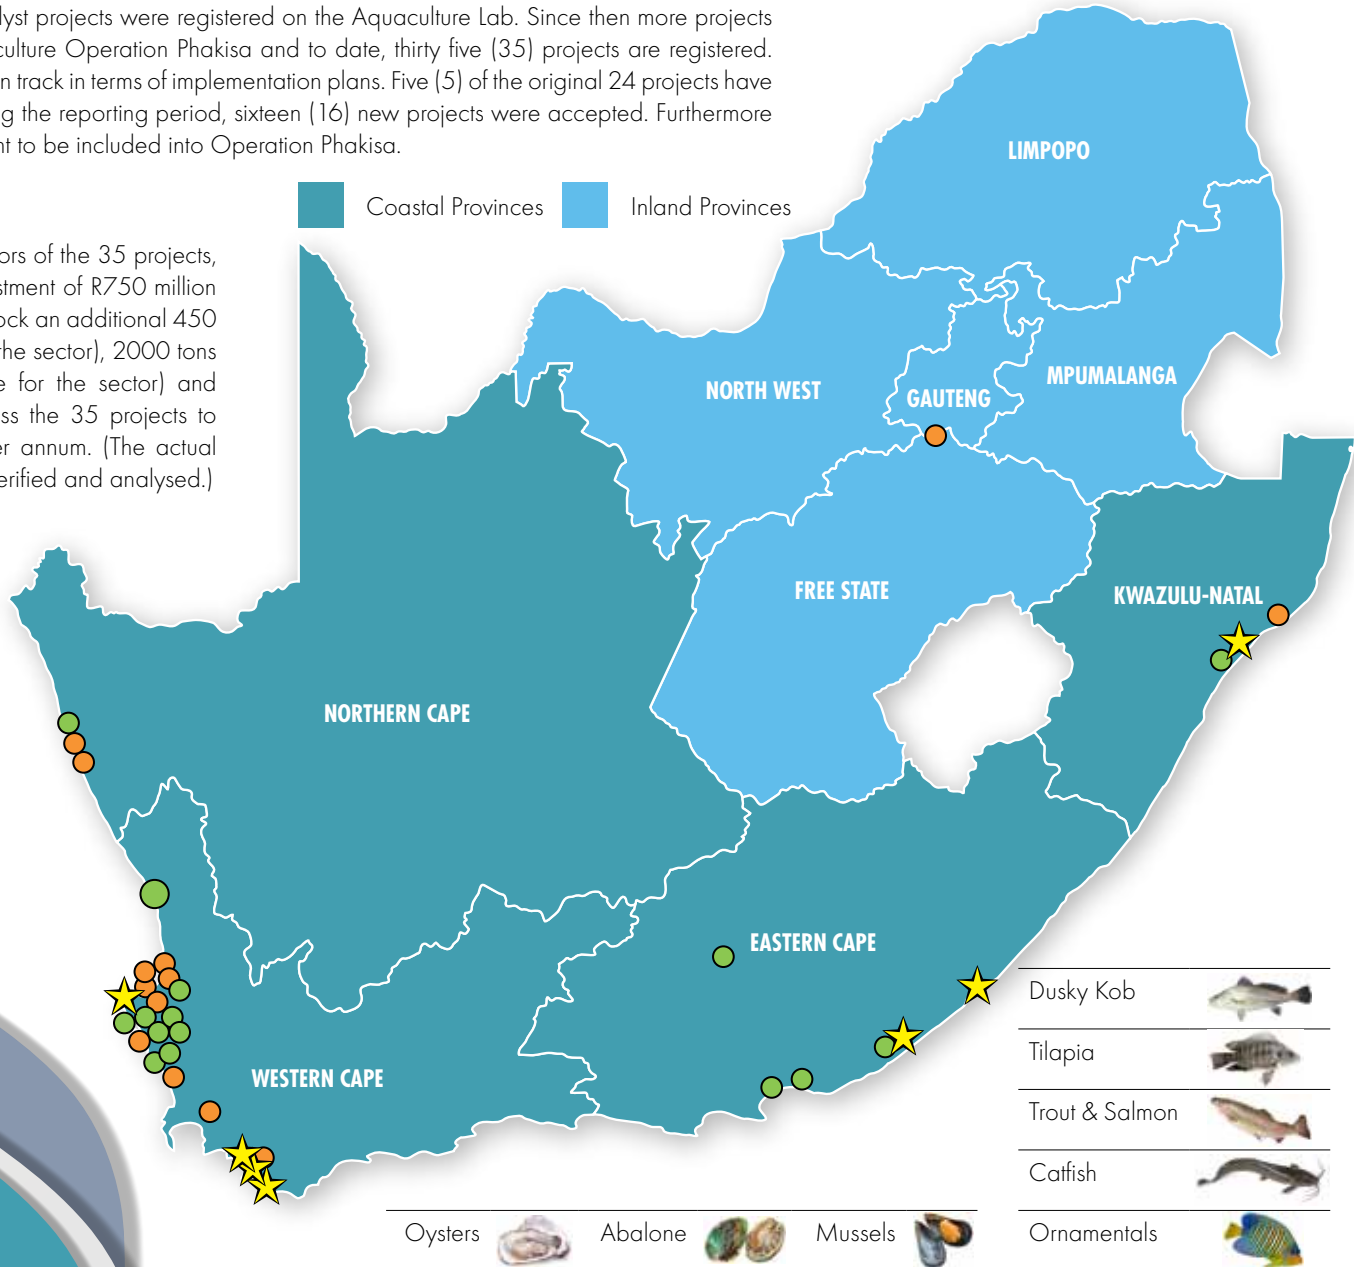 lyst projects were registered on the Aquaculture Lab. Since then more projects
culture Operation Phakisa and to date, thirty five (35) projects are registered.
n track in terms of implementation plans. Five (5) of the original 24 projects have
g the reporting period, sixteen (16) new projects were accepted. Furthermore
nt to be included into Operation Phakisa.
Coastal Provinces
Inland Provinces
tors of the 35 projects,
stment of R750 million
ock an additional 450
the sector), 2000 tons
e for the sector) and
ss the 35 projects to
er annum. (The actual
erified and analysed.)
LIMPOPO
NORTH WEST
GAUTENG
MPUMALANGA
FREE STATE
KWAZULU-NATAL
NORTHERN CAPE
EASTERN CAPE
WESTERN CAPE
Dusky Kob
Tilapia
Trout & Salmon
Catfish
Oysters
Abalone
Mussels
Ornamentals